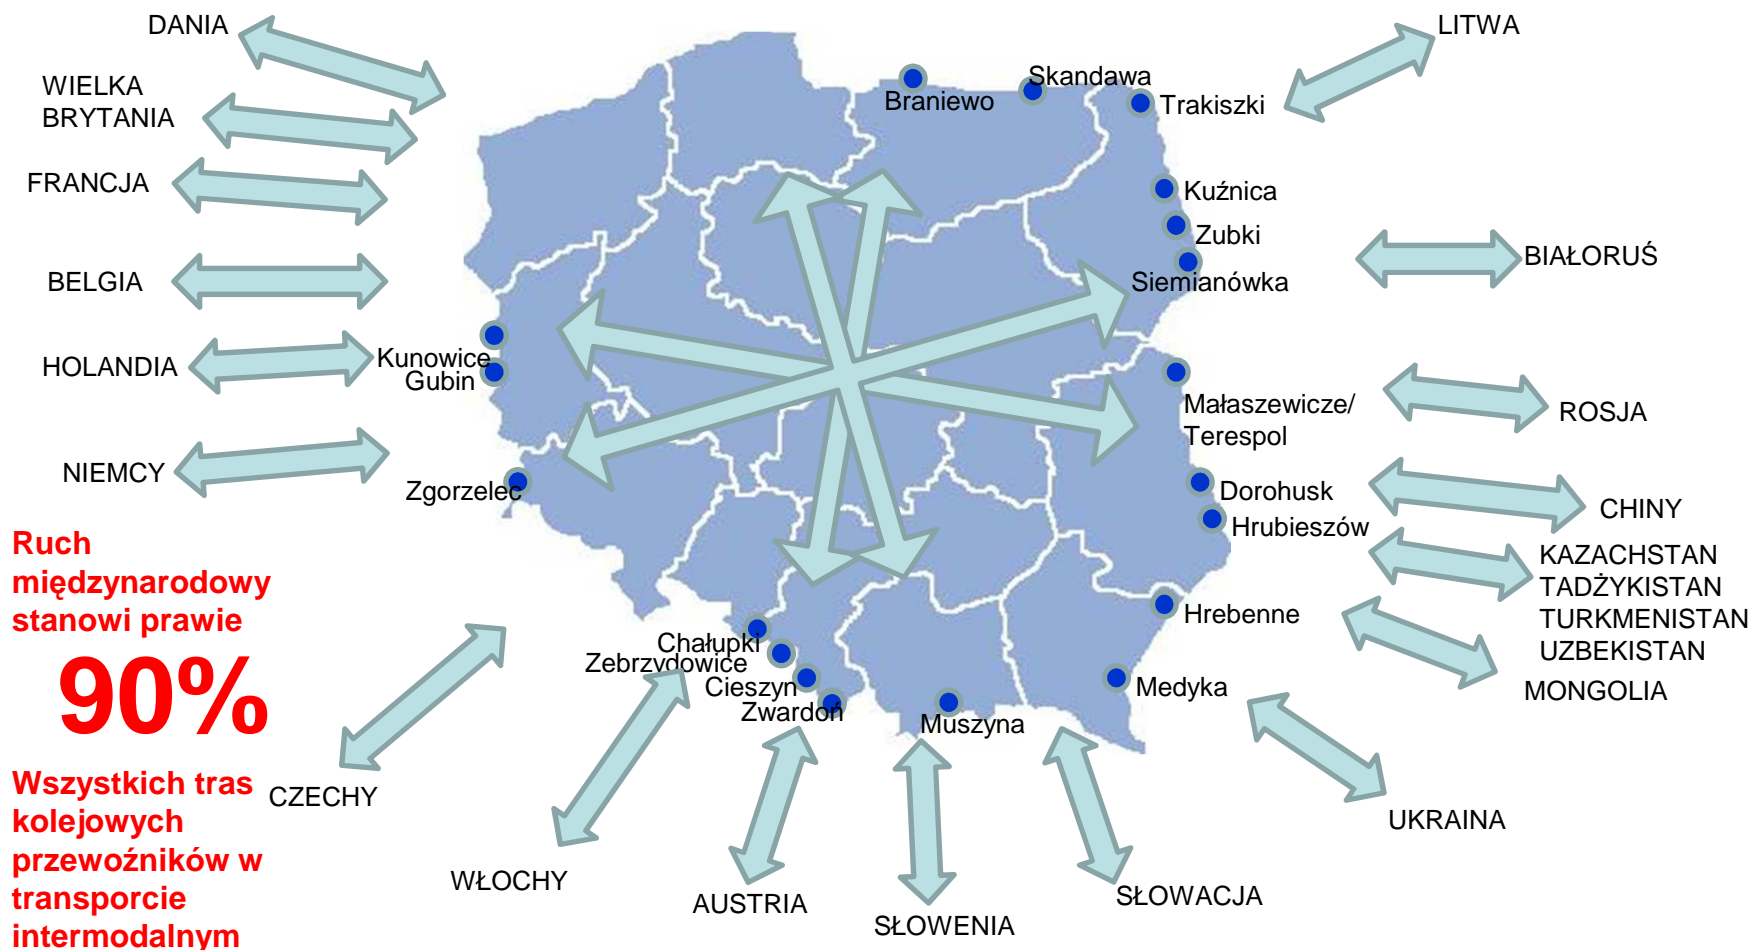 DANIA
LITWA
WIELKA
BRYTANIA
Skandawa
Braniewo
Trakiszki
FRANCJA
Kuźnica
Zubki
BIAŁORUŚ
BELGIA
Siemianówka
HOLANDIA
Kunowice
Gubin
Małaszewicze/
Terespol
ROSJA
NIEMCY
Zgorzelec
Dorohusk
CHINY
Hrubieszów
Ruch
międzynarodowy
stanowi prawie
90%
Wszystkich tras
kolejowych
przewoźników w
transporcie
intermodalnym
KAZACHSTAN
TADŻYKISTAN
TURKMENISTAN
UZBEKISTAN
MONGOLIA
Hrebenne
Chałupki
Zebrzydowice
Cieszyn
Zwardoń
Muszyna
Medyka
CZECHY
UKRAINA
WŁOCHY
AUSTRIA
SŁOWENIA
SŁOWACJA